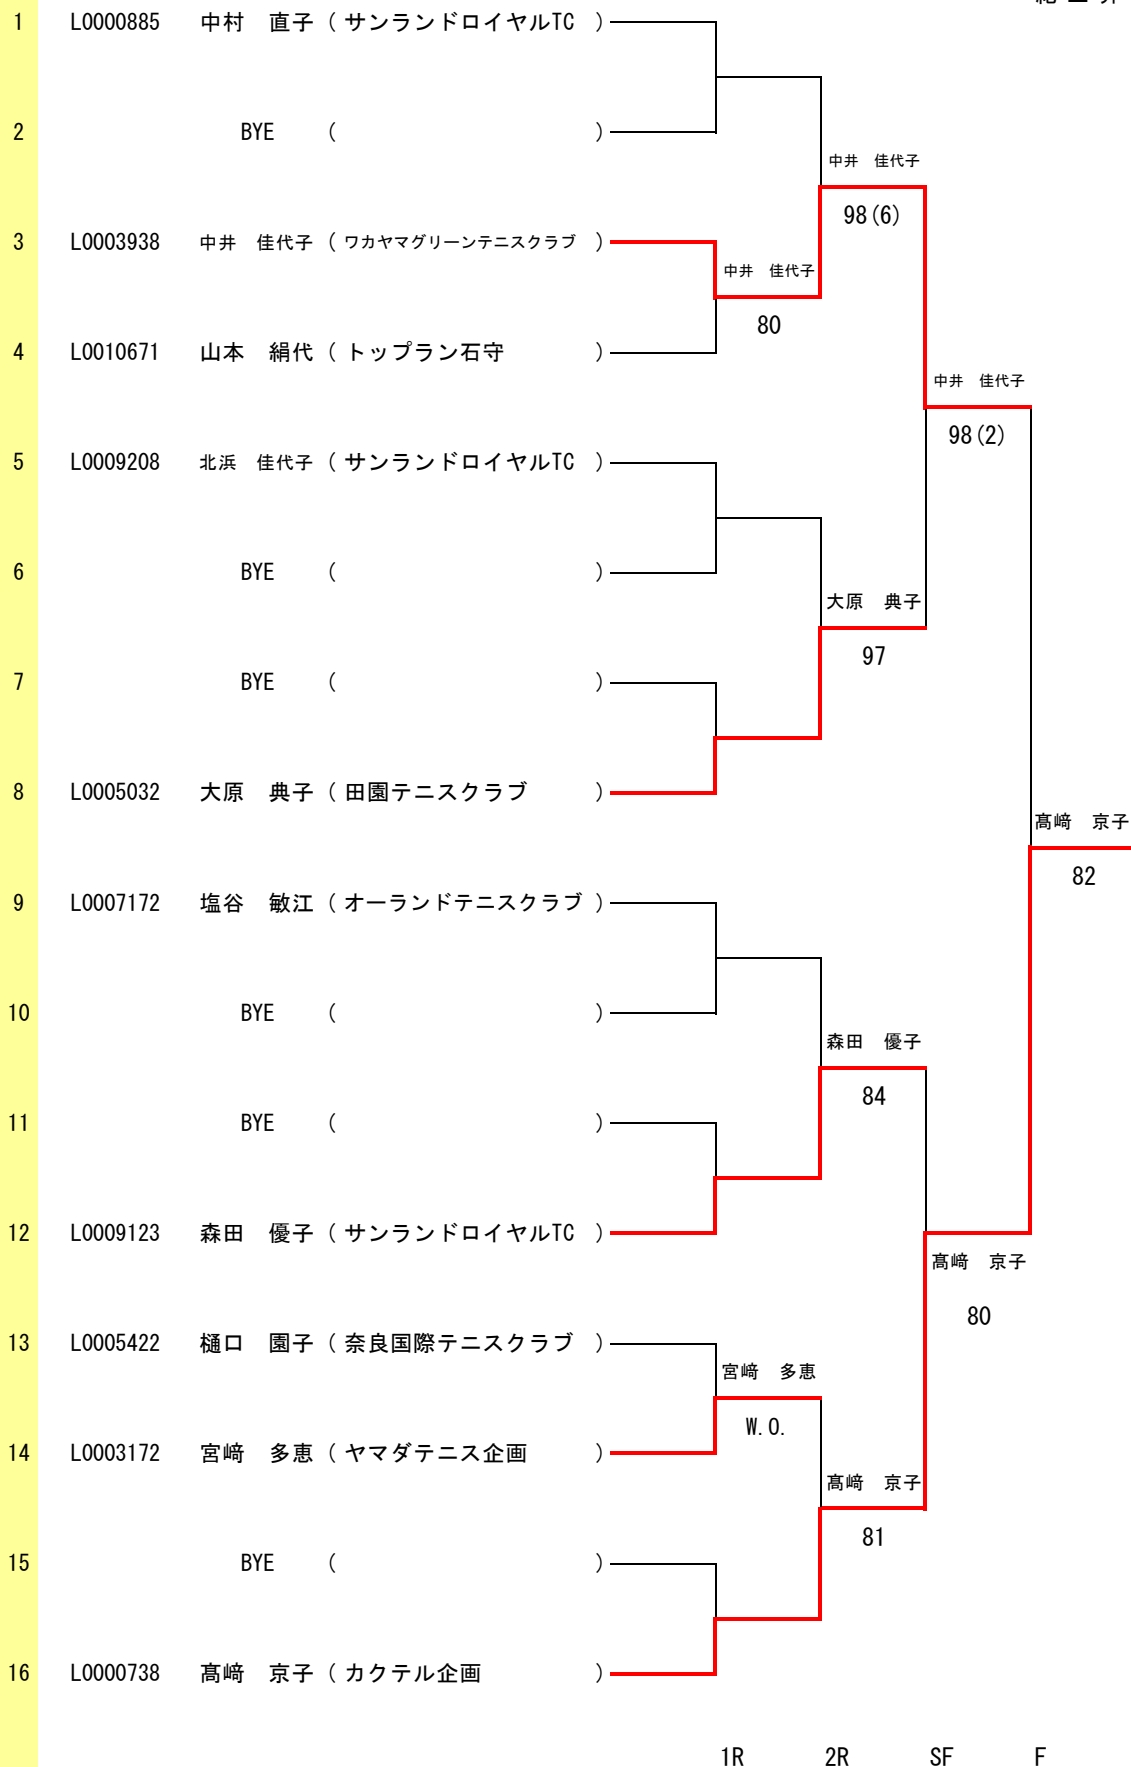 1 L0000885 中村　直子 ( サンランドロイヤルTC )
2 BYE ( )
中井　佳代子
98(6)
3 L0003938 中井　佳代子 ( ワカヤマグリーンテニスクラブ )
中井　佳代子
80
4 L0010671 山本　絹代 ( トップラン石守 )
中井　佳代子
98(2)
5 L0009208 北浜　佳代子 ( サンランドロイヤルTC )
6 BYE ( )
大原　典子
97
7 BYE ( )
8 L0005032 大原　典子 ( 田園テニスクラブ )
髙﨑　京子
82
9 L0007172 塩谷　敏江 ( オーランドテニスクラブ )
10 BYE ( )
森田　優子
84
11 BYE ( )
12 L0009123 森田　優子 ( サンランドロイヤルTC )
髙﨑　京子
80
13 L0005422 樋口　園子 ( 奈良国際テニスクラブ )
宮﨑　多恵
W.O.
14 L0003172 宮﨑　多恵 ( ヤマダテニス企画 )
髙﨑　京子
81
15 BYE ( )
16 L0000738 髙﨑　京子 ( カクテル企画 )
1R 2R SF F